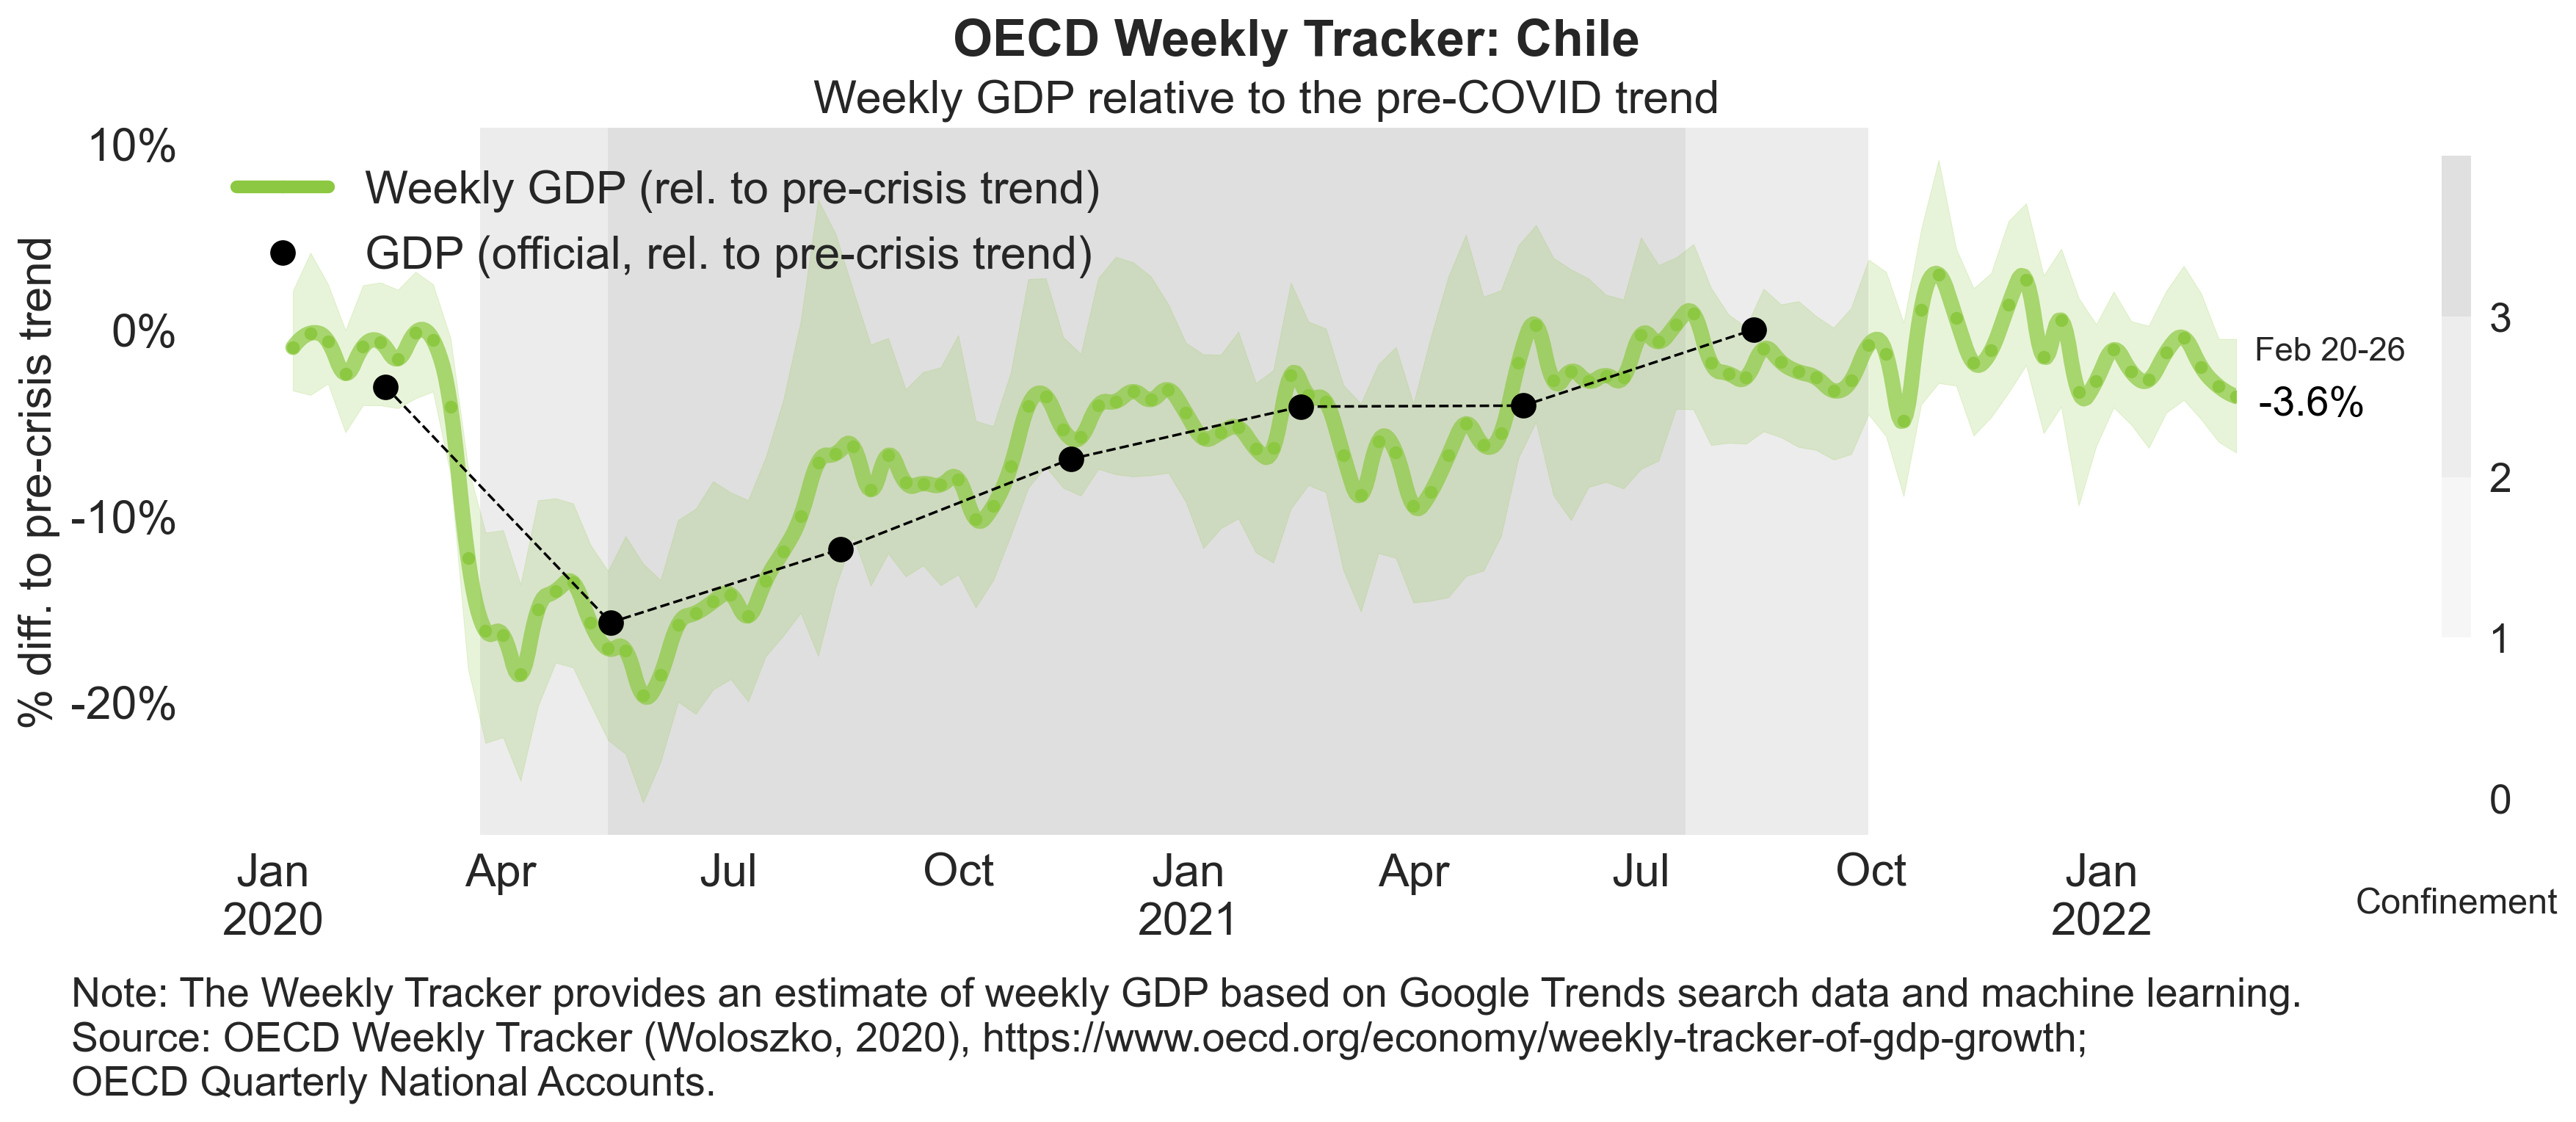 OECD Weekly Tracker: Chile
Weekly GDP relative to the pre-COVID trend
% diff. to pre-crisis trend
10%
0%
-10%
-20%
Weekly GDP (rel. to pre-crisis trend)
GDP (official, rel. to pre-crisis trend)
Feb 20-26
-3.6%
3
2
1
0
Confinement
Jan Apr Jul Oct Jan Apr Jul Oct Jan
2020 2021 2022
Note: The Weekly Tracker provides an estimate of weekly GDP based on Google Trends search data and machine learning.
Source: OECD Weekly Tracker (Woloszko, 2020), https://www.oecd.org/economy/weekly-tracker-of-gdp-growth;
OECD Quarterly National Accounts.